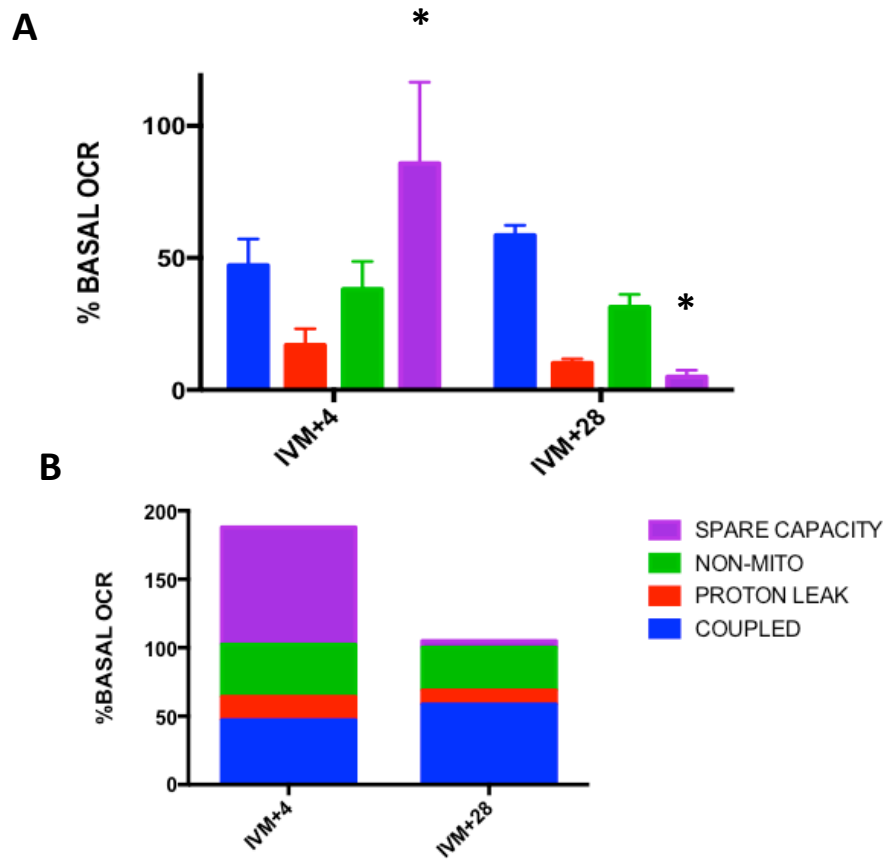 A
*
% BASAL OCR
100
50
0
*
IVM+4
IVM+28
B
%BASAL OCR
200
150
100
50
0
IVM+4
IVM+28
SPARE CAPACITY
NON-MITO
PROTON LEAK
COUPLED